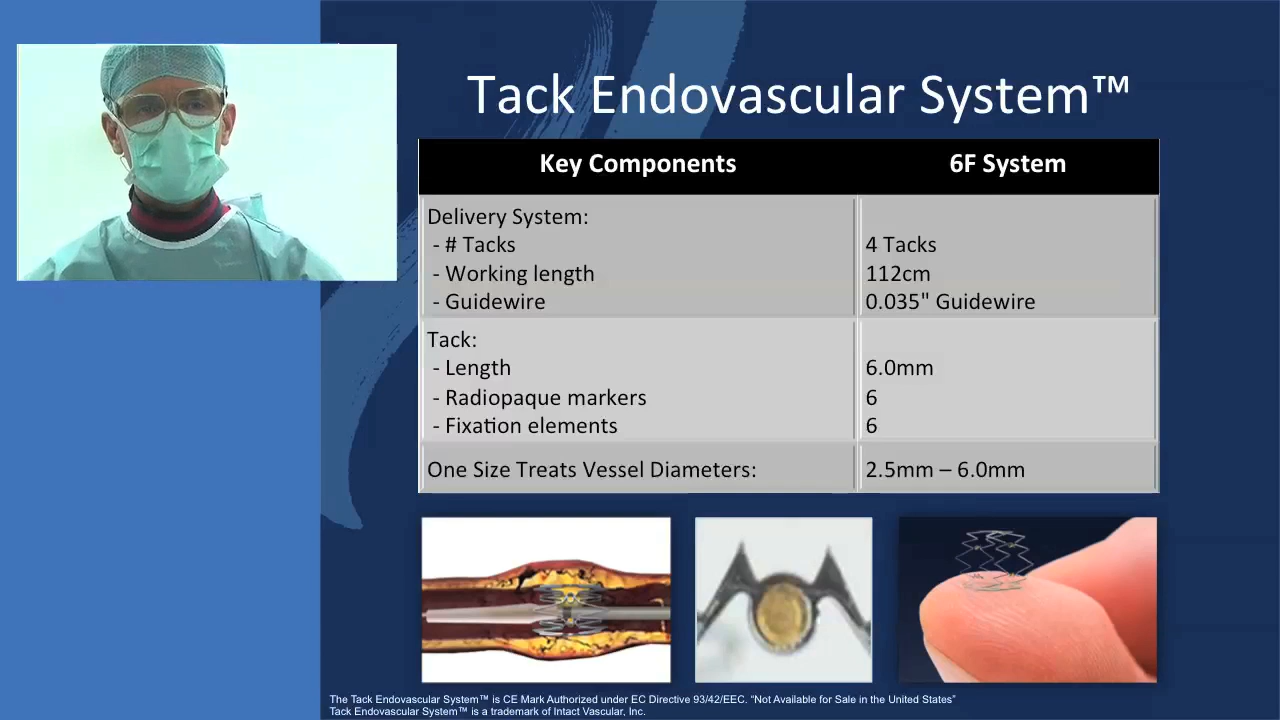 Tack Endovascular System™
Key Components 6F System
Delivery System:
- # Tacks 4 Tacks
- Working length 112cm
- Guidewire 0.035" Guidewire
Tack:
- Length 6.0mm
- Radiopaque markers 6
- Fixation elements 6
One Size Treats Vessel Diameters: 2.5mm – 6.0mm
The Tack Endovascular System™ is CE Mark Authorized under EC Directive 93/42/EEC. “Not Available for Sale in the United States”
Tack Endovascular System™ is a trademark of Intact Vascular, Inc.